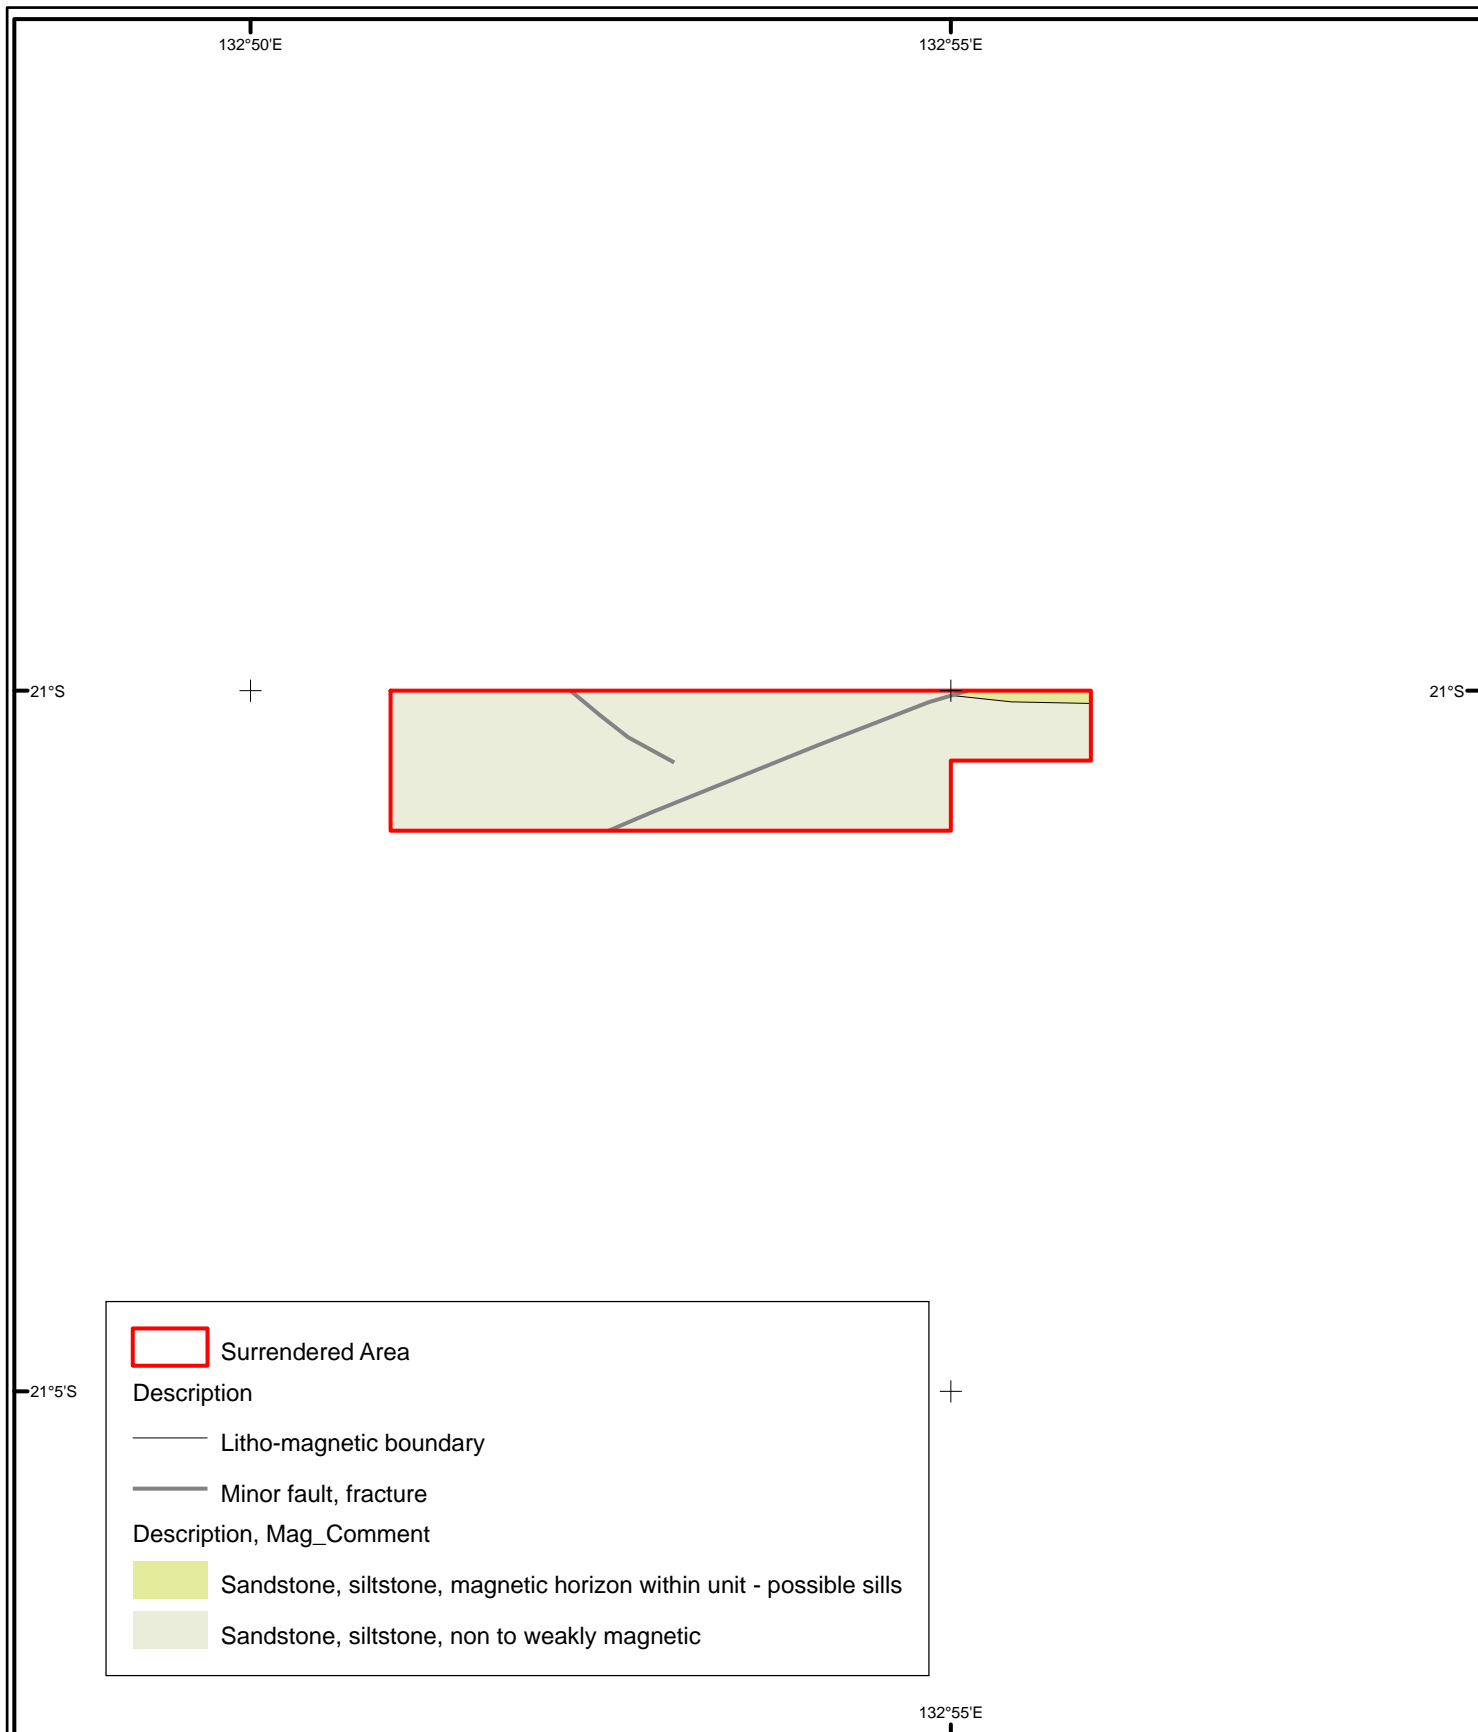 132°50'E
132°55'E
21°S
21°S
Surrendered Area
Description
21°5'S
Litho-magnetic boundary
Minor fault, fracture
Description, Mag_Comment
Sandstone, siltstone, magnetic horizon within unit - possible sills
Sandstone, siltstone, non to weakly magnetic
132°55'E